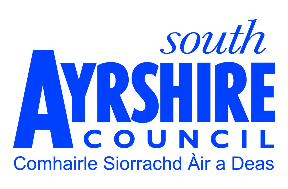 south
AYRSHIRE
COUNCIL
Comhairle Siorrachd Àir a Deas